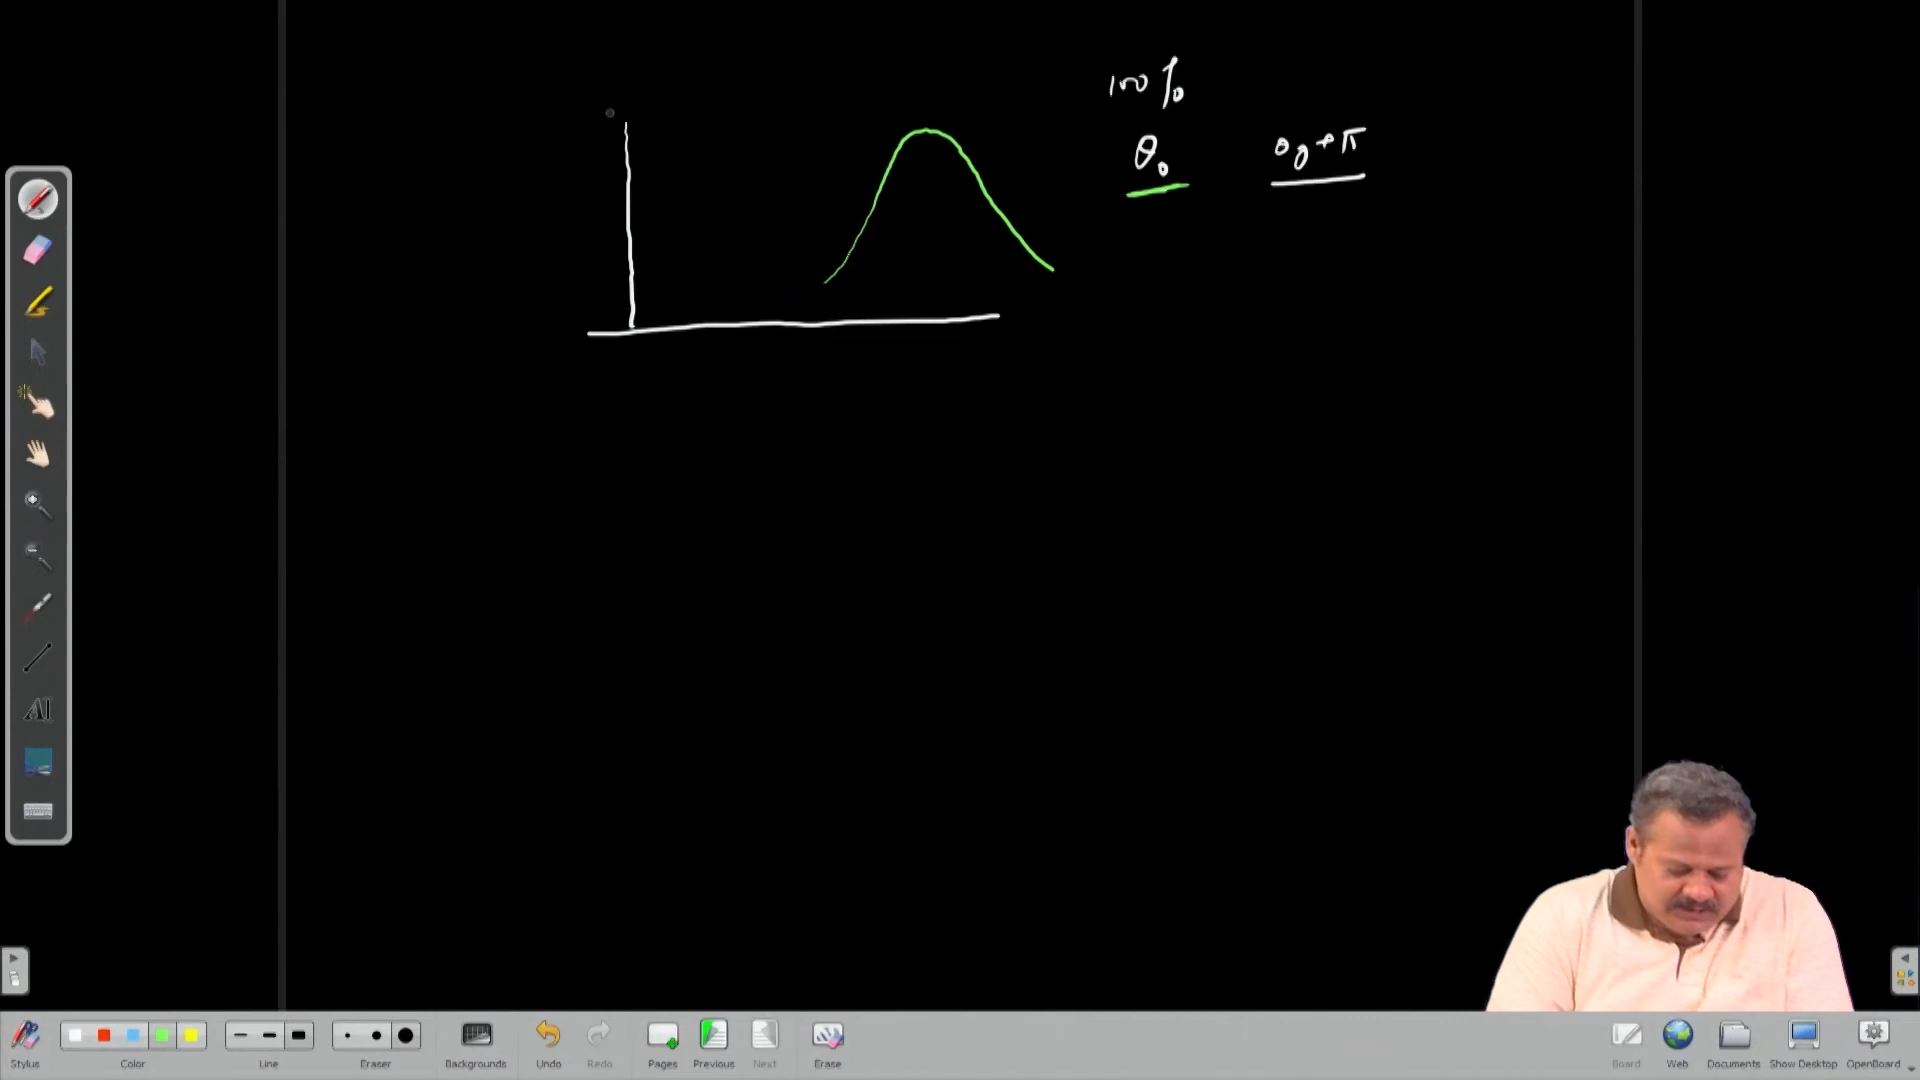 100%
θ₀ θ₀+π
Stylus Color Line Eraser Backgrounds Undo Redo Pages Previous Next Erase Board Web Documents Show Desktop OpenBoard